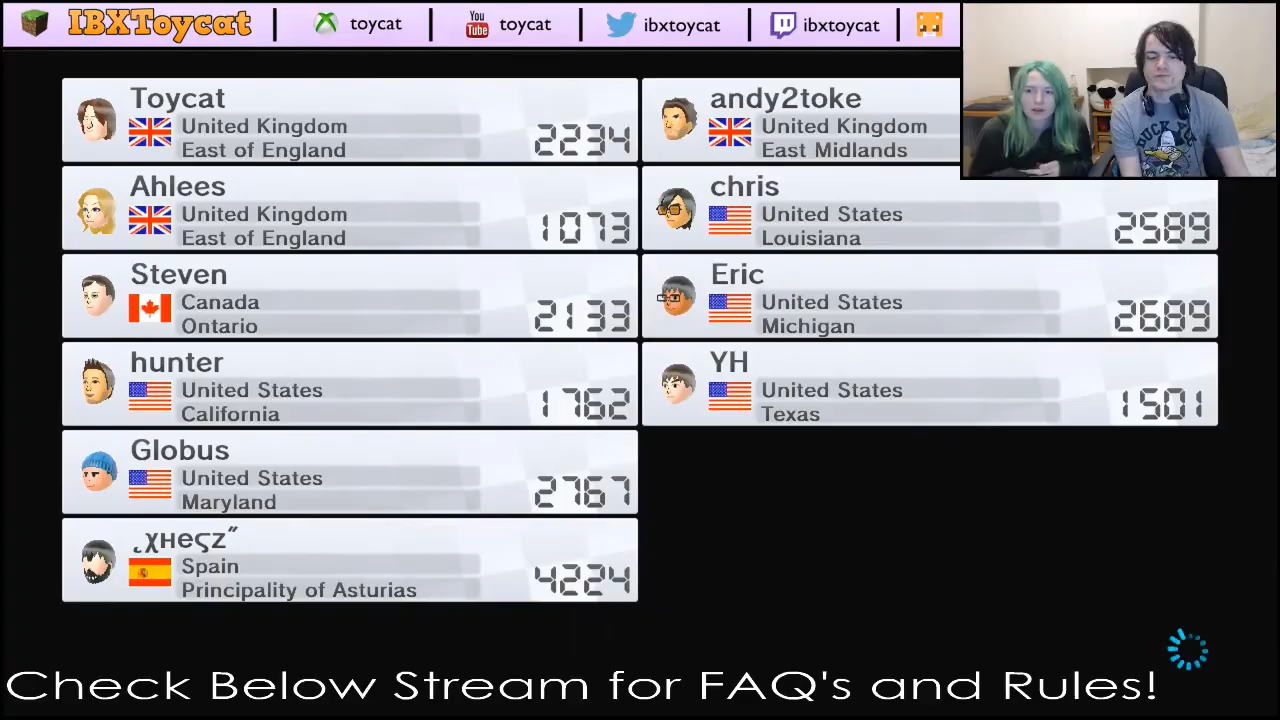 IBXToycat
toycat
You
Tube
toycat
ibxtoycat
ibxtoycat
Toycat
United Kingdom
East of England
2234
andy2toke
United Kingdom
East Midlands
Ahlees
United Kingdom
East of England
1073
chris
United States
Louisiana
2589
Steven
Canada
Ontario
2133
Eric
United States
Michigan
2689
hunter
United States
California
1762
YH
United States
Texas
1501
Globus
United States
Maryland
2767
˛χнeςz˝
Spain
Principality of Asturias
4224
Check Below Stream for FAQ's and Rules!